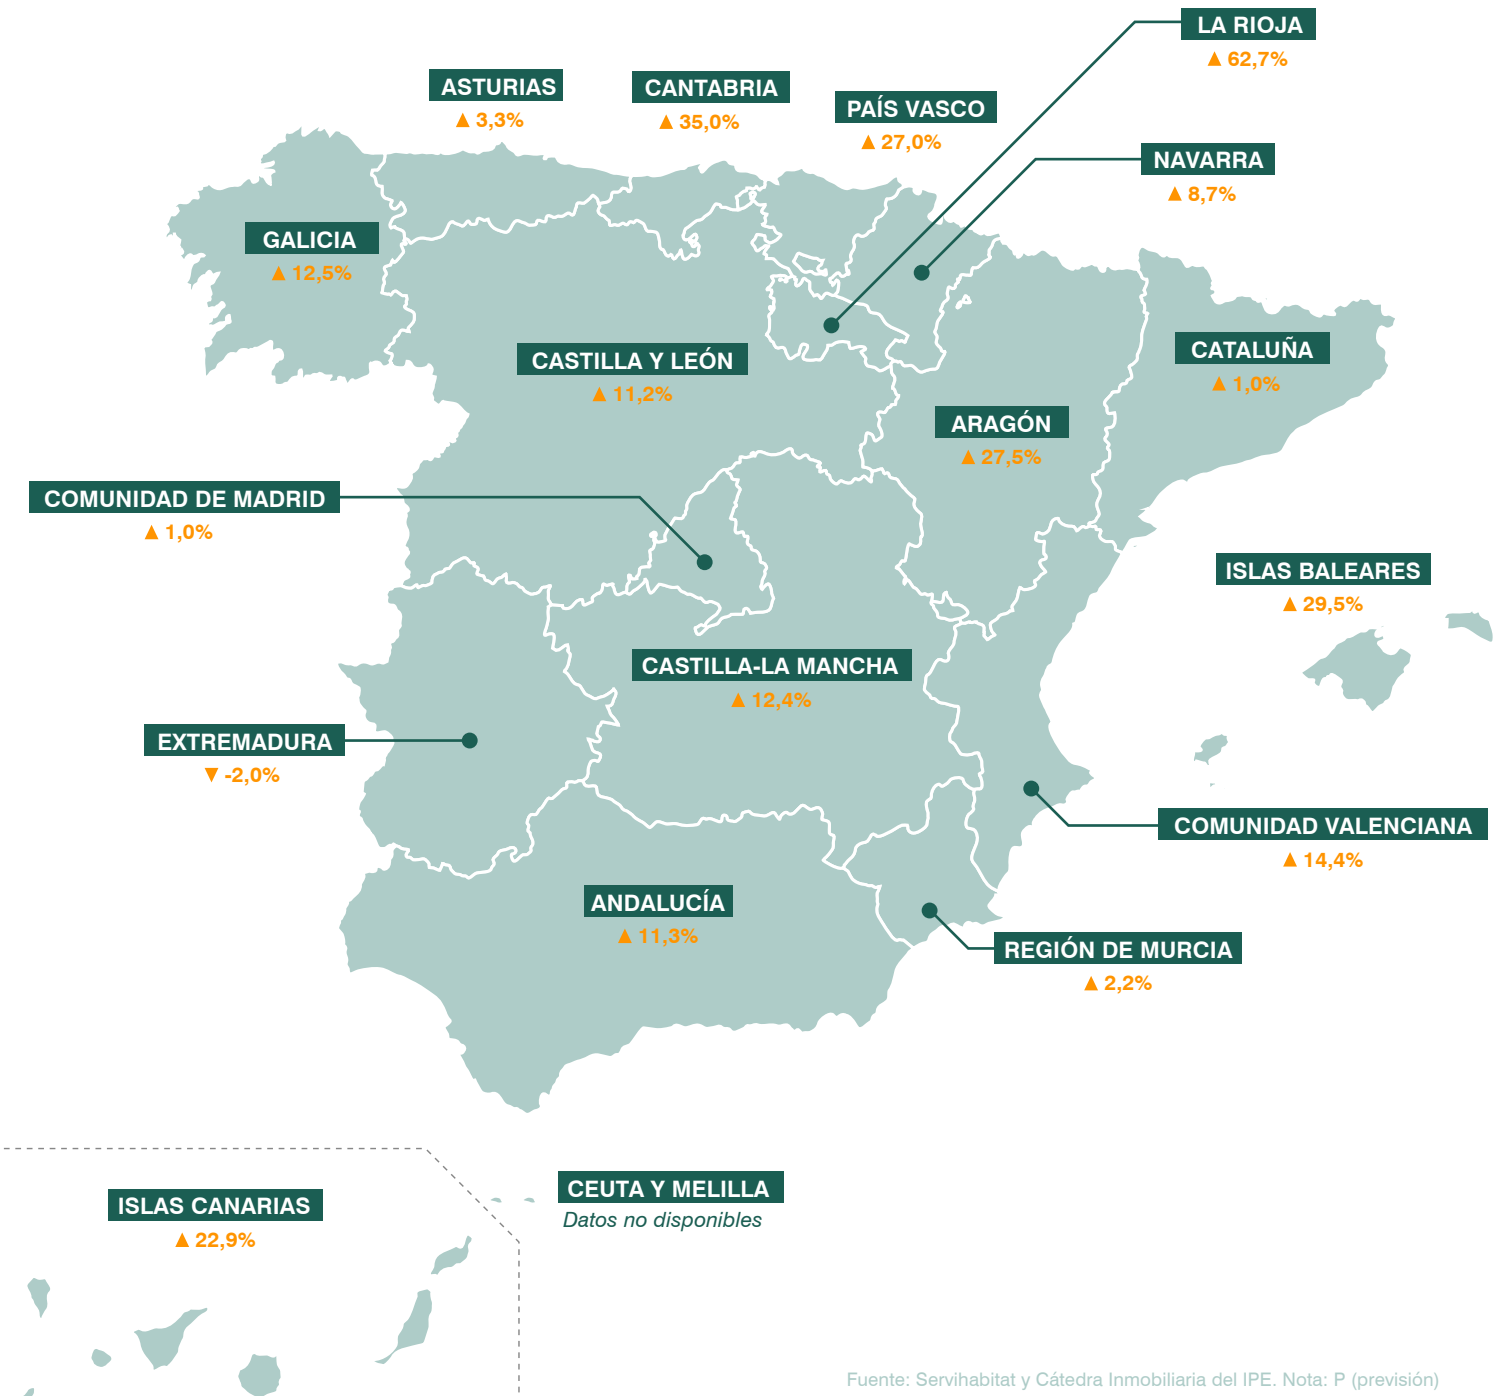 LA RIOJA
▲ 62,7%
ASTURIAS
▲ 3,3%
CANTABRIA
▲ 35,0%
PAÍS VASCO
▲ 27,0%
NAVARRA
▲ 8,7%
GALICIA
▲ 12,5%
CASTILLA Y LEÓN
▲ 11,2%
CATALUÑA
▲ 1,0%
ARAGÓN
▲ 27,5%
COMUNIDAD DE MADRID
▲ 1,0%
ISLAS BALEARES
▲ 29,5%
CASTILLA-LA MANCHA
▲ 12,4%
EXTREMADURA
▼ -2,0%
COMUNIDAD VALENCIANA
▲ 14,4%
ANDALUCÍA
▲ 11,3%
REGIÓN DE MURCIA
▲ 2,2%
CEUTA Y MELILLA
Datos no disponibles
ISLAS CANARIAS
▲ 22,9%
Fuente: Servihabitat y Cátedra Inmobiliaria del IPE. Nota: P (previsión)